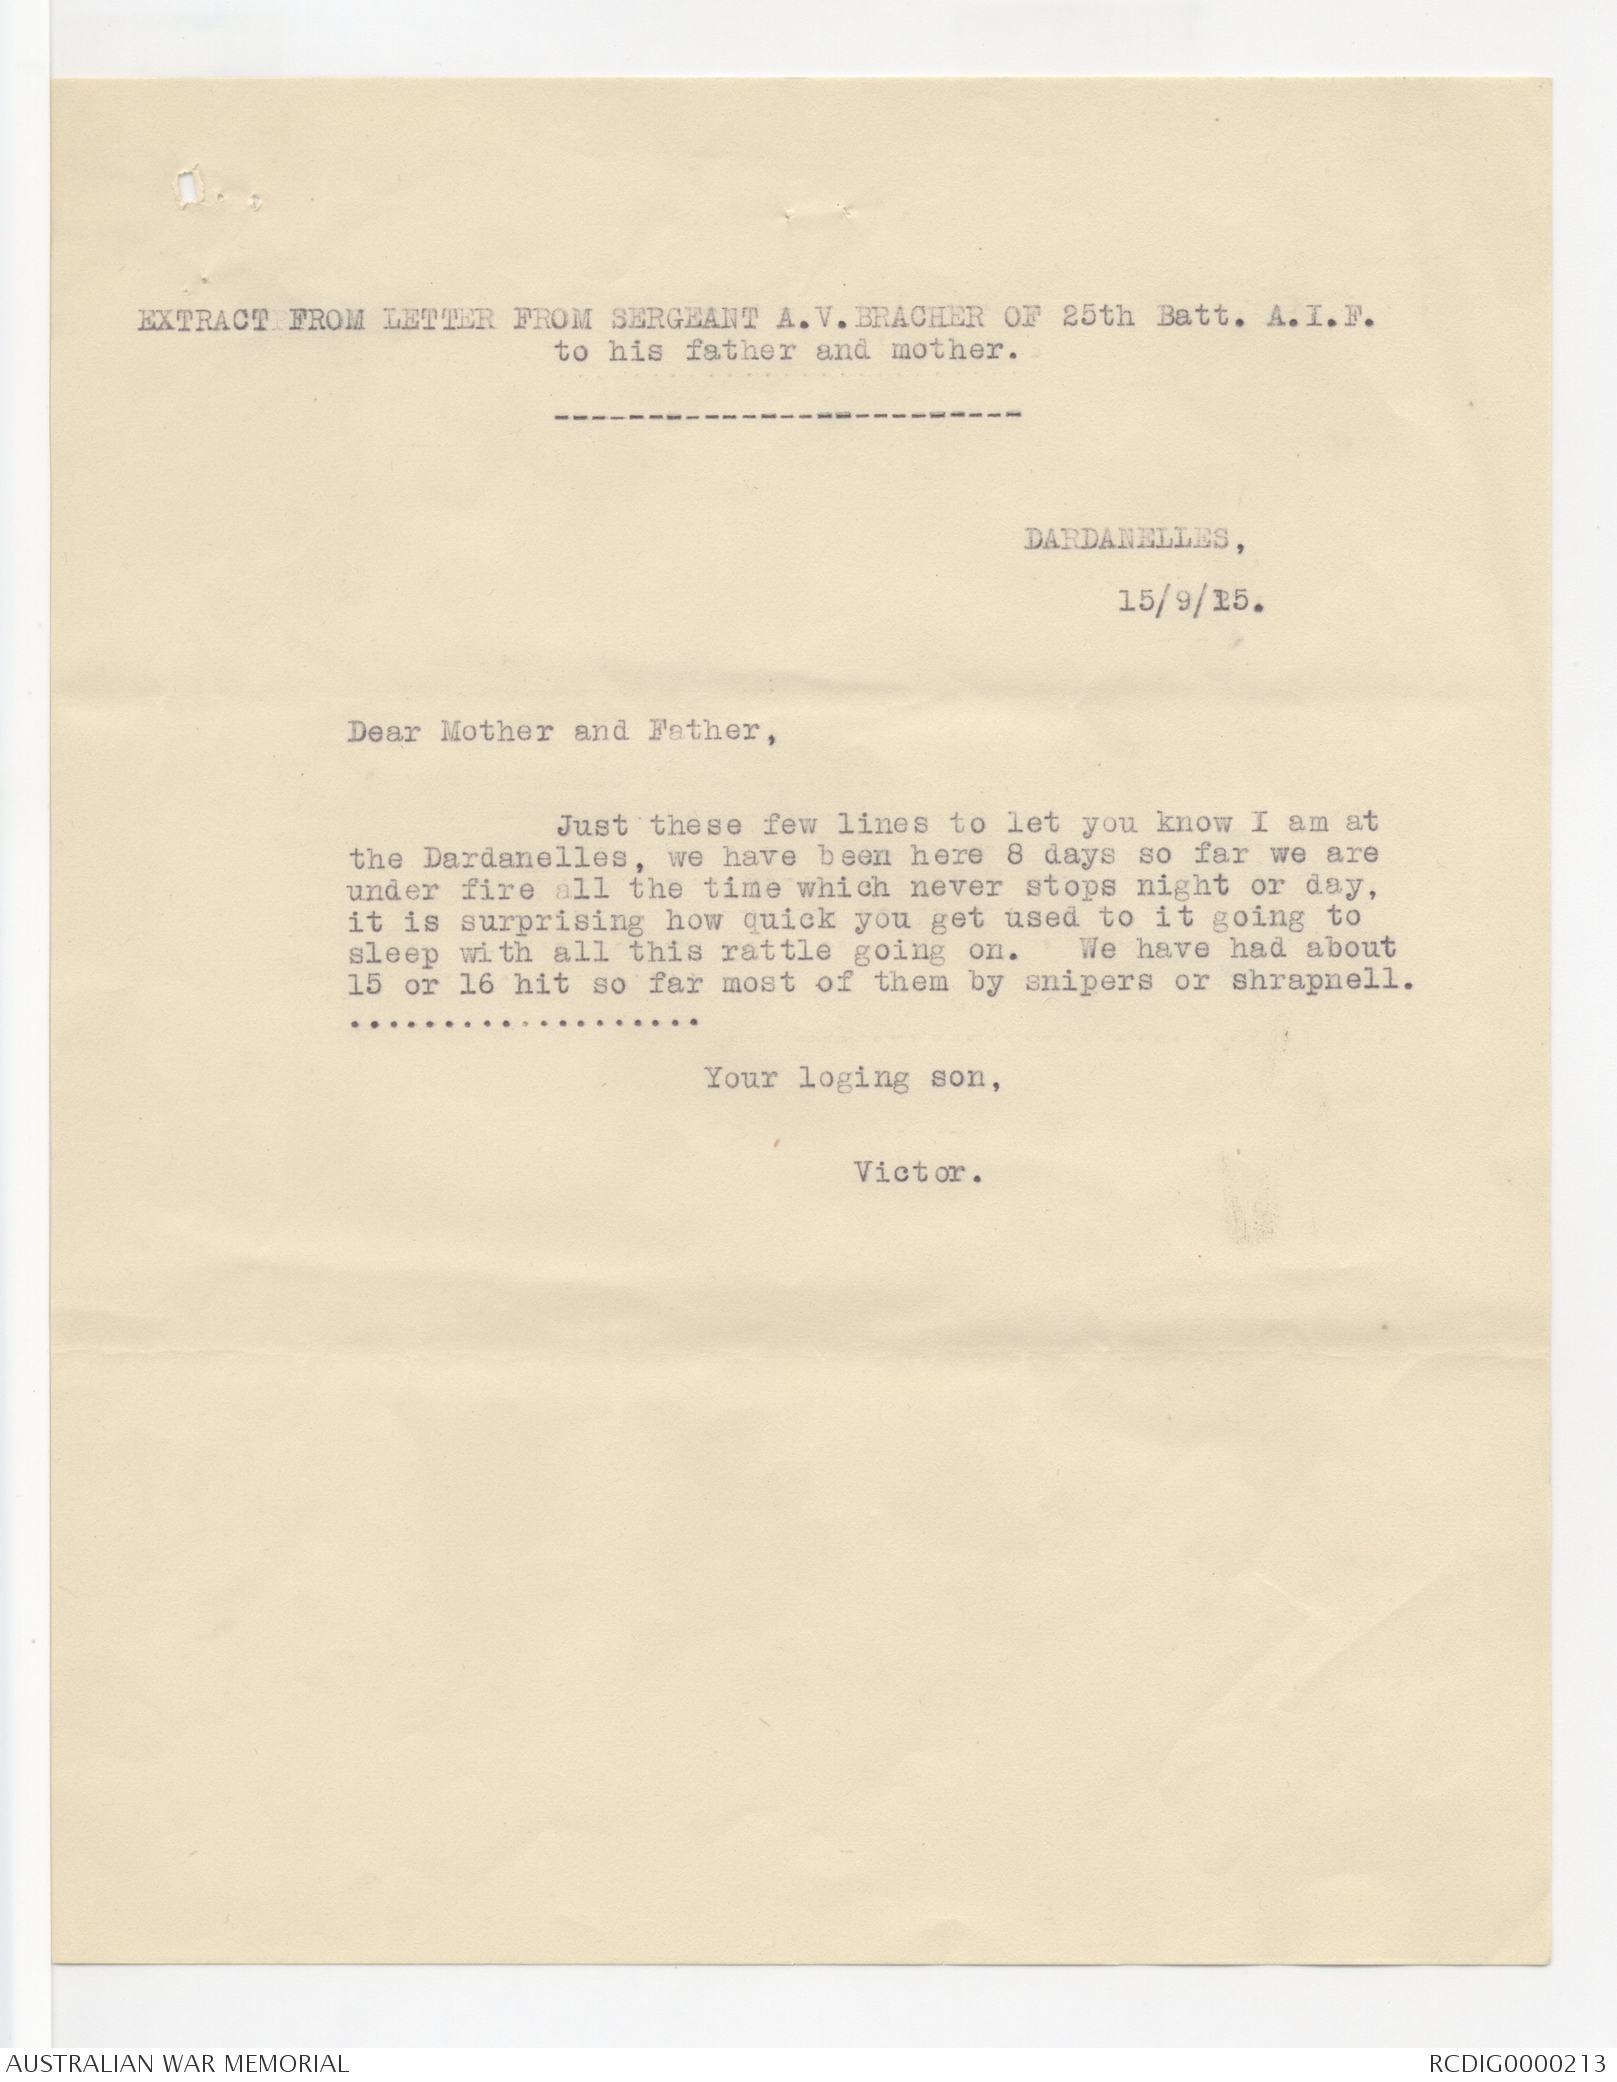 EXTRACT FROM LETTER FROM SERGEANT A.V.BRACHER OF 25th Batt. A.I.F.
to his father and mother.
-------------------------
DARDANELLES,
15/9/15.
Dear Mother and Father,
Just these few lines to let you know I am at
the Dardanelles, we have been here 8 days so far we are
under fire all the time which never stops night or day,
it is surprising how quick you get used to it going to
sleep with all this rattle going on. We have had about
15 or 16 hit so far most of them by snipers or shrapnell.
...................
Your loging son,
Victor.
AUSTRALIAN WAR MEMORIAL
RCDIG0000213